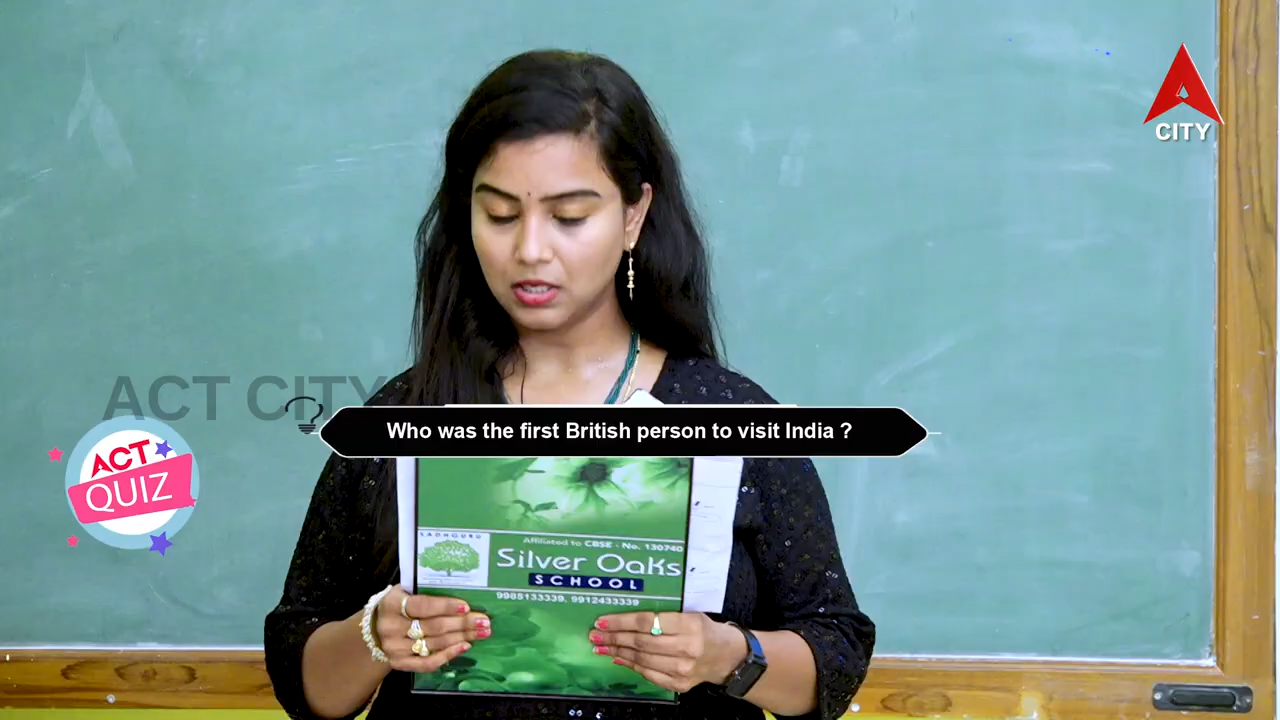 CITY
ACT CITY
Who was the first British person to visit India ?
ACT
QUIZ
SADHGURU
Affiliated to CBSE - No. 130740
Silver Oaks
SCHOOL
9985133339, 9912433339